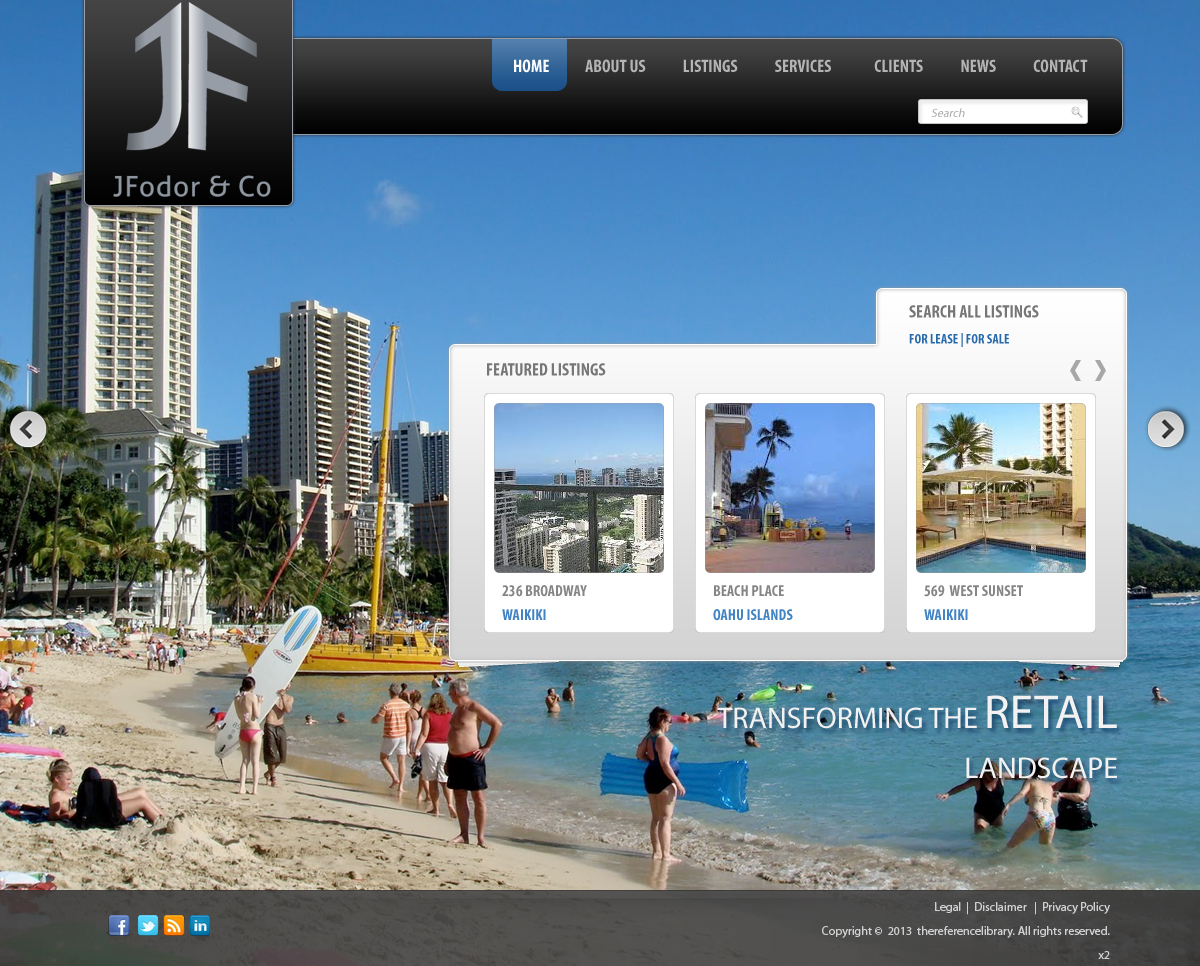 JF
JFodor & Co
HOME ABOUT US LISTINGS SERVICES CLIENTS NEWS CONTACT
Search
SEARCH ALL LISTINGS
FOR LEASE | FOR SALE
FEATURED LISTINGS
236 BROADWAY
WAIKIKI
BEACH PLACE
OAHU ISLANDS
569 WEST SUNSET
WAIKIKI
TRANSFORMING THE RETAIL
LANDSCAPE
f in
Legal | Disclaimer | Privacy Policy
Copyright © 2013 thereferencelibrary. All rights reserved.
x2